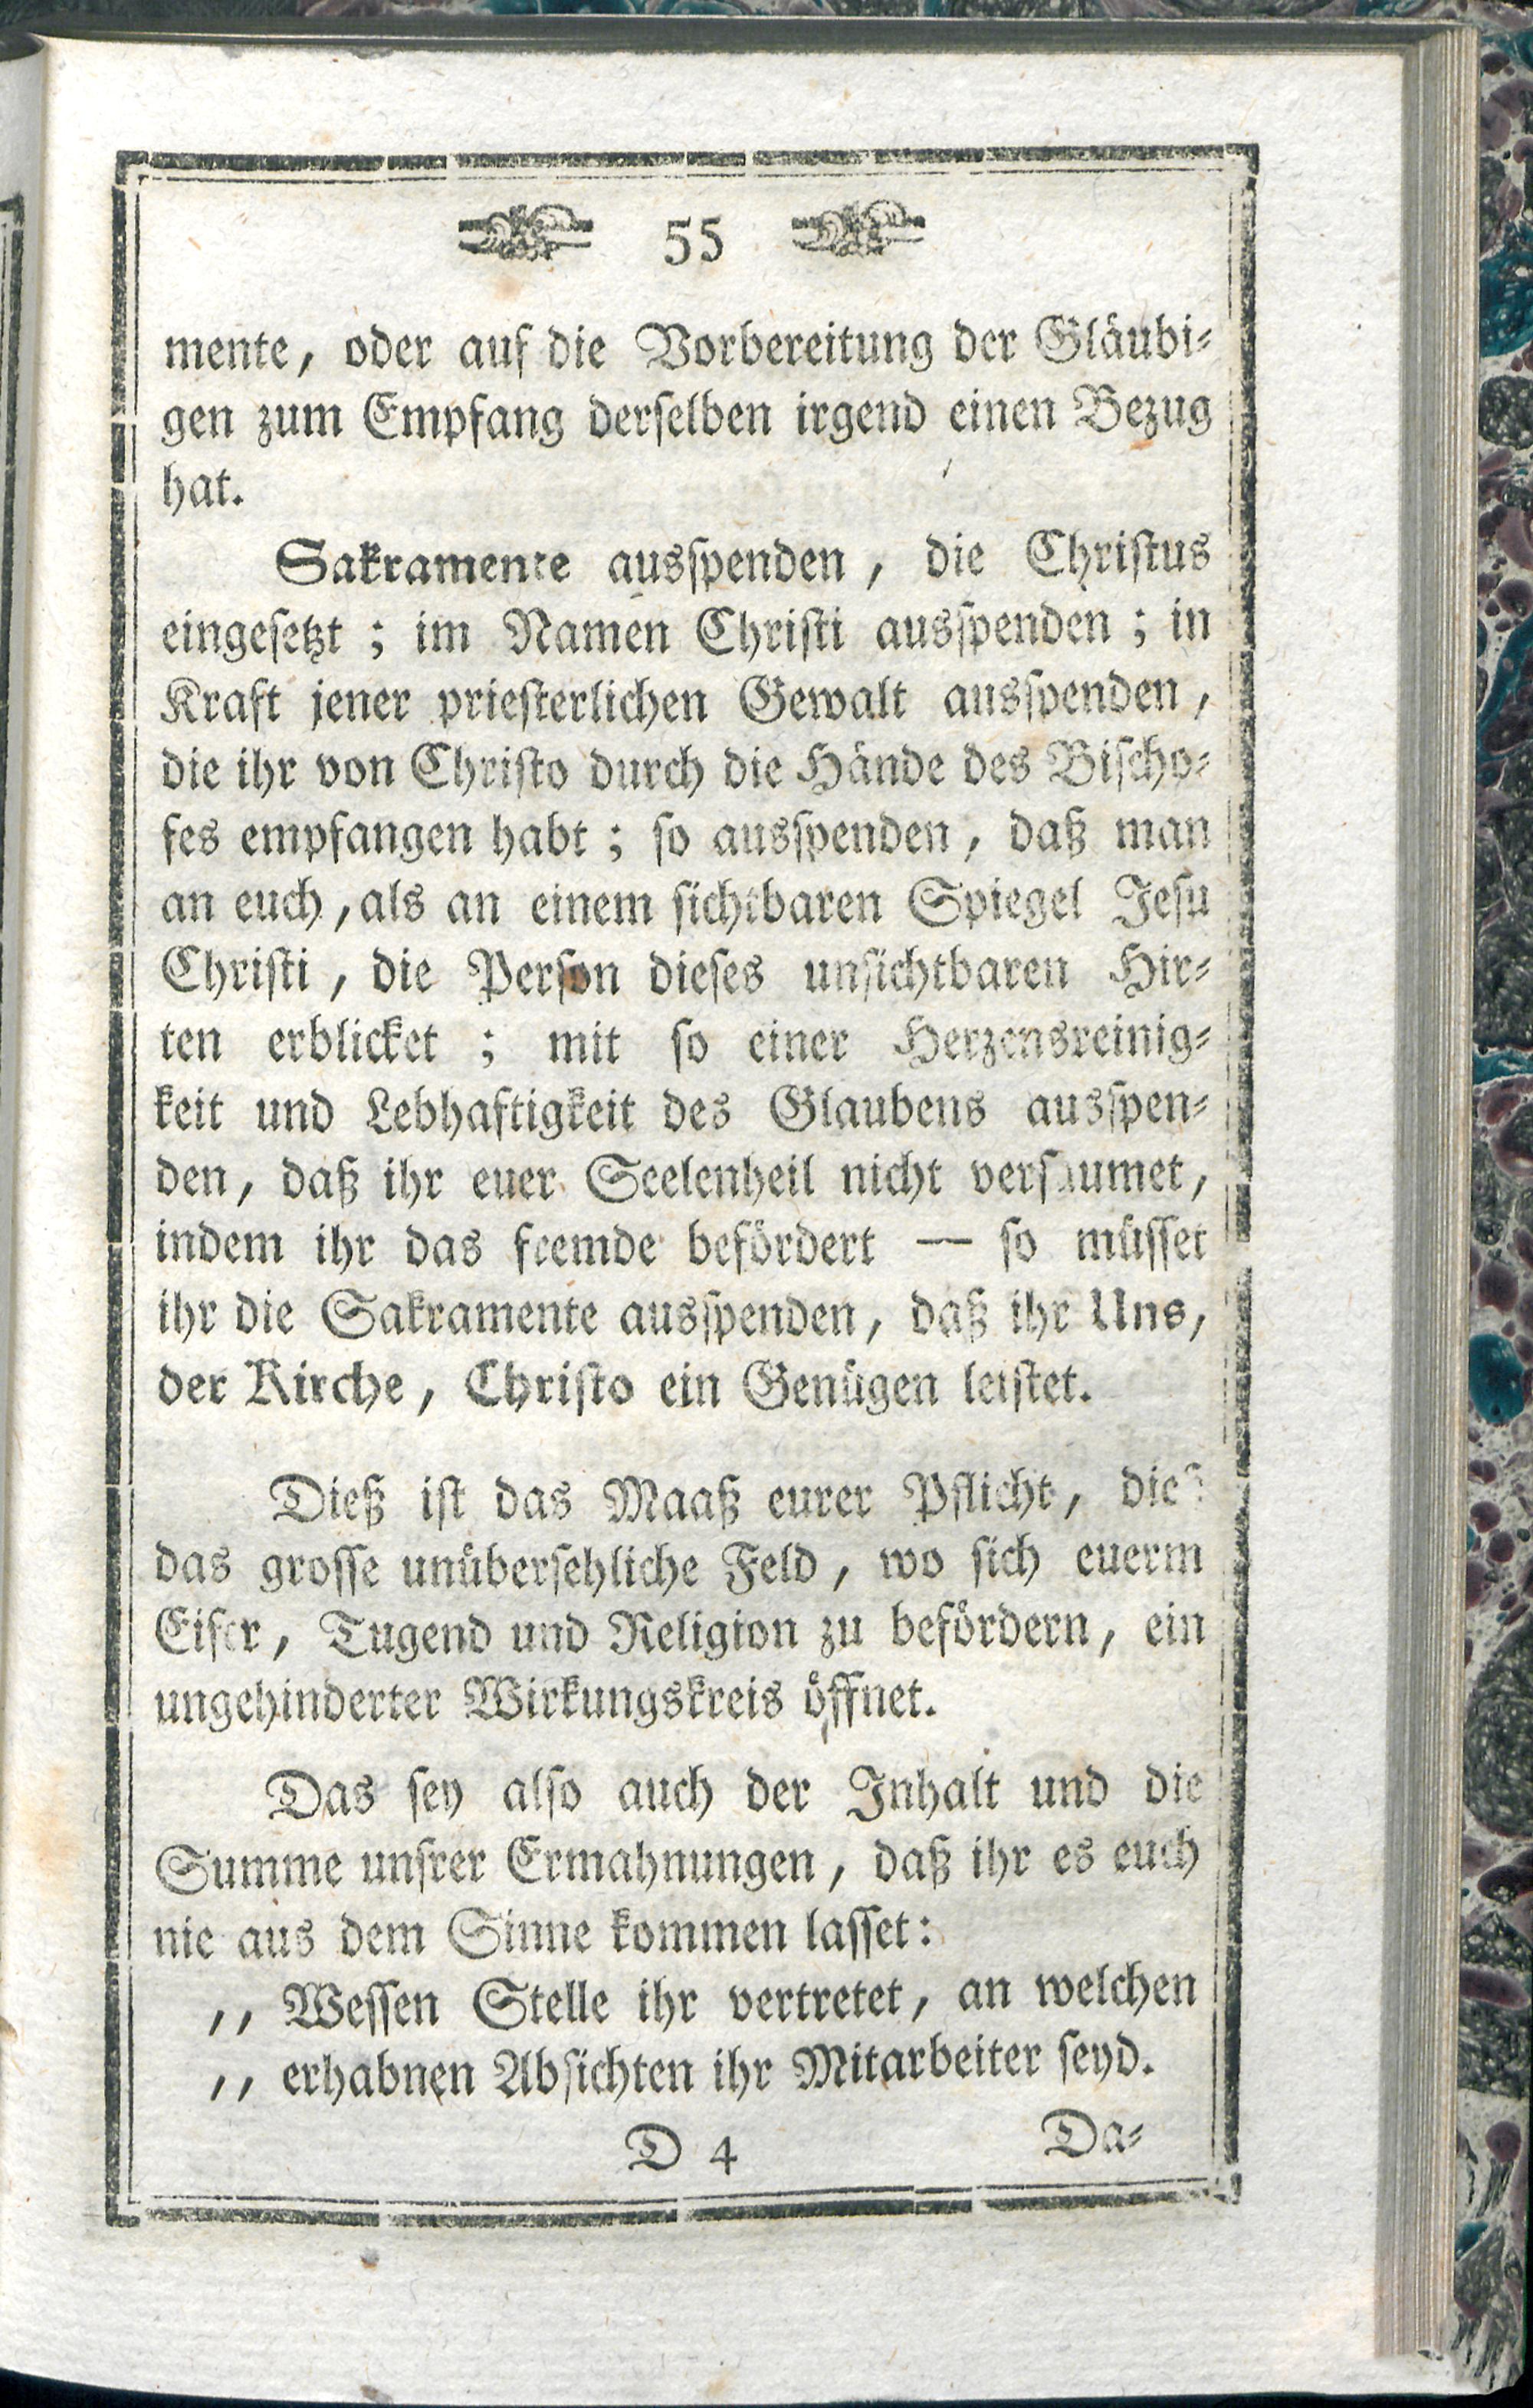 55
mente, oder auf die Vorbereitung der Gläubi-
gen zum Empfang derselben irgend einen Bezug
hat.
Sakramente ausspenden, die Christus
eingesetzt; im Namen Christi ausspenden; in
Kraft jener priesterlichen Gewalt ausspenden,
die ihr von Christo durch die Hände des Bischo-
fes empfangen habt; so ausspenden, daß man
an euch, als an einem sichtbaren Spiegel Jesu
Christi, die Person dieses unsichtbaren Hir-
ten erblicket; mit so einer Herzensreinig-
keit und Lebhaftigkeit des Glaubens ausspen-
den, daß ihr euer Seelenheil nicht versäumet,
indem ihr das fremde befördert — so müsset
ihr die Sakramente ausspenden, daß ihr Uns,
der Kirche, Christo ein Genügen leistet.
Dieß ist das Maaß eurer Pflicht, dieß
das grosse unübersehliche Feld, wo sich euerm
Eifer, Tugend und Religion zu befördern, ein
ungehinderter Wirkungskreis öffnet.
Das sey also auch der Inhalt und die
Summe unsrer Ermahnungen, daß ihr es euch
nie aus dem Sinne kommen lasset:
,, Wessen Stelle ihr vertretet, an welchen
,, erhabnen Absichten ihr Mitarbeiter seyd.
D 4 Da-